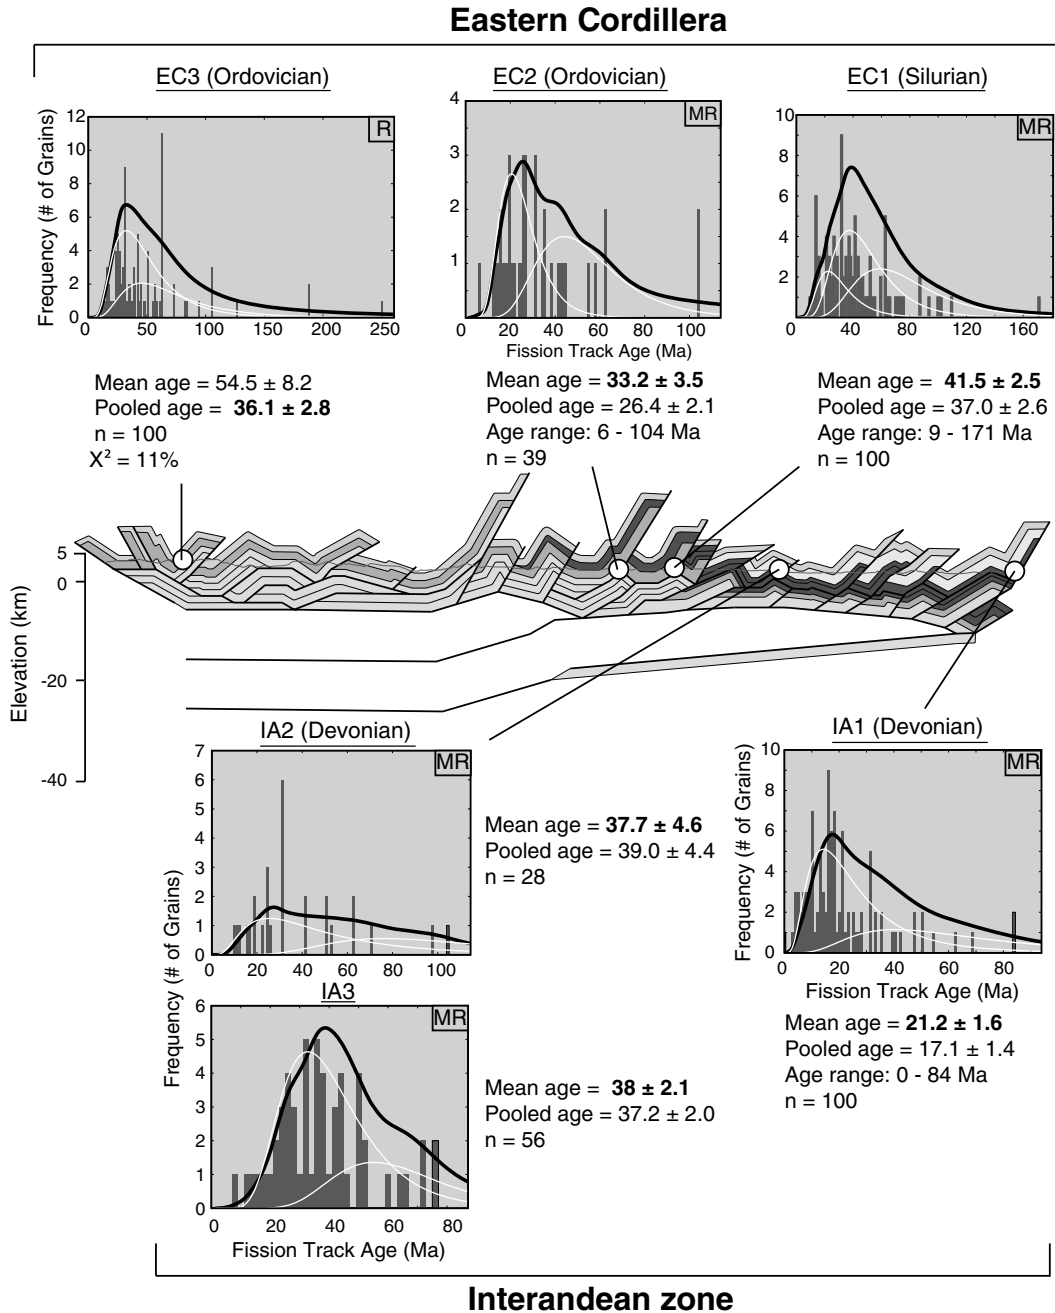 Eastern Cordillera
EC3 (Ordovician)
Frequency (# of Grains)
12
10
8
6
4
2
0
R
0 50 100 150 200 250
Mean age = 54.5 ± 8.2
Pooled age = 36.1 ± 2.8
n = 100
X² = 11%
EC2 (Ordovician)
4
3
2
1
MR
0 20 40 60 80 100
Fission Track Age (Ma)
Mean age = 33.2 ± 3.5
Pooled age = 26.4 ± 2.1
Age range: 6 - 104 Ma
n = 39
EC1 (Silurian)
10
8
6
4
2
0
MR
0 40 80 120 160
Mean age = 41.5 ± 2.5
Pooled age = 37.0 ± 2.6
Age range: 9 - 171 Ma
n = 100
Elevation (km)
5
0
-20
-40
IA2 (Devonian)
7
6
5
4
3
2
1
0
MR
0 20 40 60 80 100
Frequency (# of Grains)
Mean age = 37.7 ± 4.6
Pooled age = 39.0 ± 4.4
n = 28
IA3
6
5
4
3
2
1
0
MR
0 20 40 60 80
Fission Track Age (Ma)
Mean age = 38 ± 2.1
Pooled age = 37.2 ± 2.0
n = 56
IA1 (Devonian)
Frequency (# of Grains)
10
8
6
4
2
0
MR
0 20 40 60 80
Fission Track Age (Ma)
Mean age = 21.2 ± 1.6
Pooled age = 17.1 ± 1.4
Age range: 0 - 84 Ma
n = 100
Interandean zone